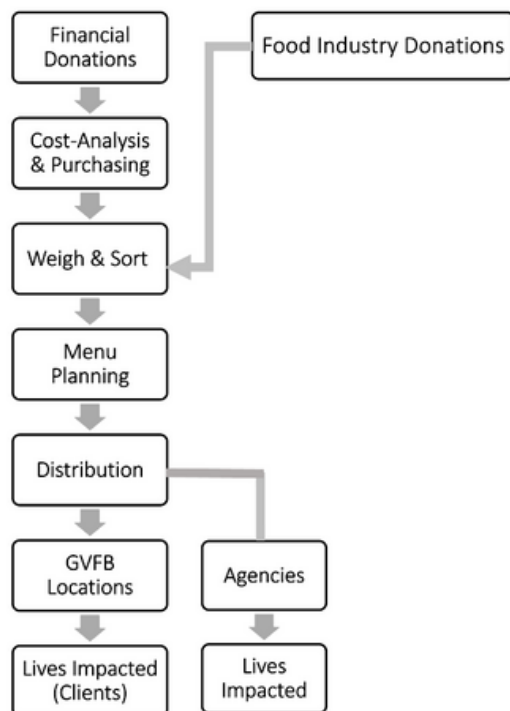 Financial
Donations
Food Industry Donations
Cost-Analysis
& Purchasing
Weigh & Sort
Menu
Planning
Distribution
GVFB
Locations
Agencies
Lives Impacted
(Clients)
Lives
Impacted